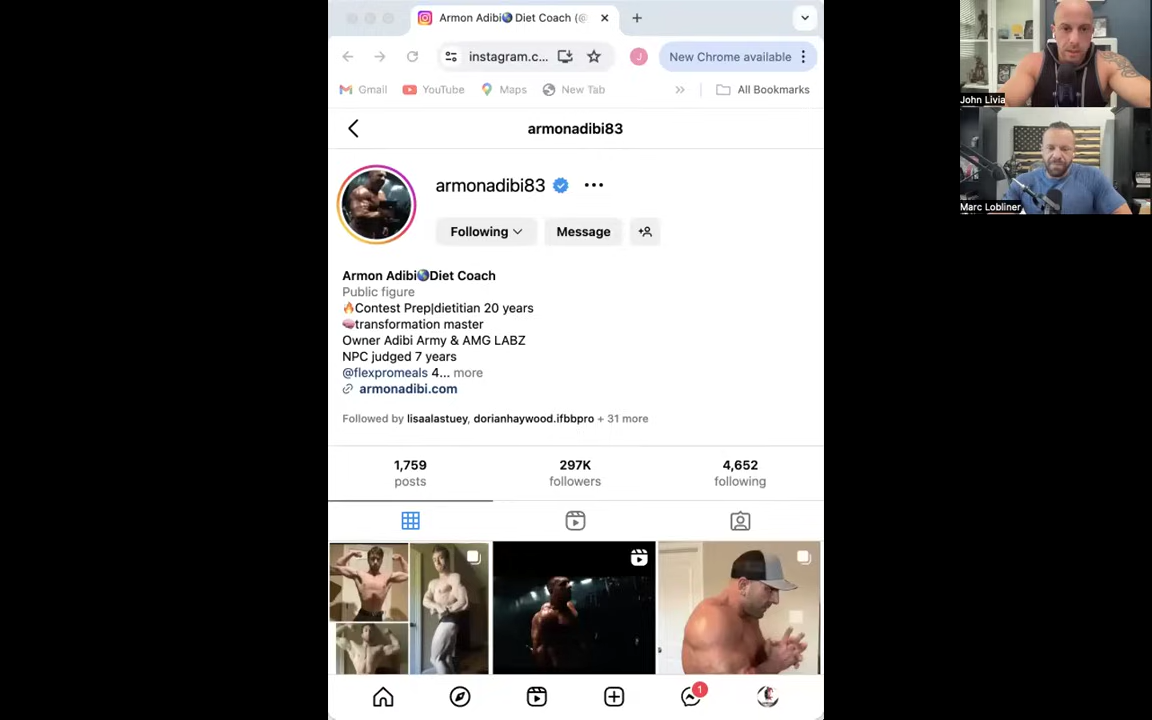 Armon Adibi🌎Diet Coach (@
instagram.c...
J
New Chrome available
Gmail
YouTube
Maps
New Tab
All Bookmarks
armonadibi83
armonadibi83
Following
Message
Armon Adibi🌎Diet Coach
Public figure
🔥Contest Prep|dietitian 20 years
🧠transformation master
Owner Adibi Army & AMG LABZ
NPC judged 7 years
@flexpromeals 4... more
armonadibi.com
Followed by lisaalastuey, dorianhaywood.ifbbpro + 31 more
1,759
posts
297K
followers
4,652
following
1
John Livia
Marc Lobliner